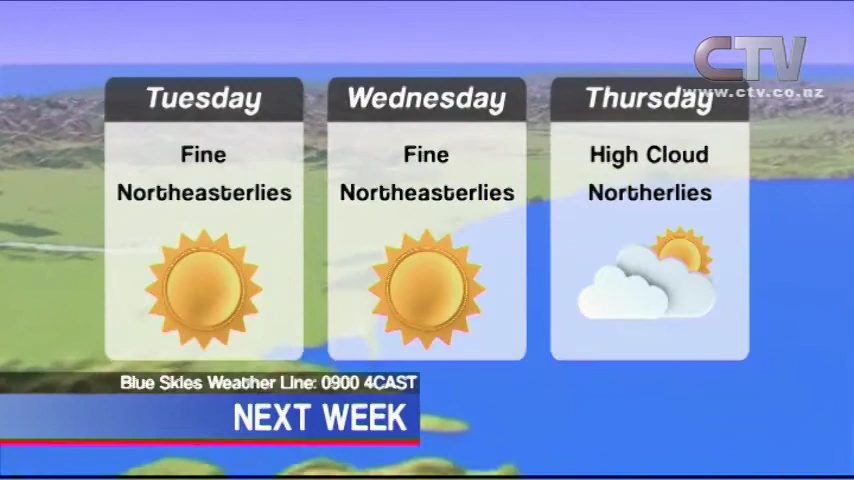 CTV
www.ctv.co.nz
Tuesday
Fine
Northeasterlies
Wednesday
Fine
Northeasterlies
Thursday
High Cloud
Northerlies
Blue Skies Weather Line: 0900 4CAST
NEXT WEEK